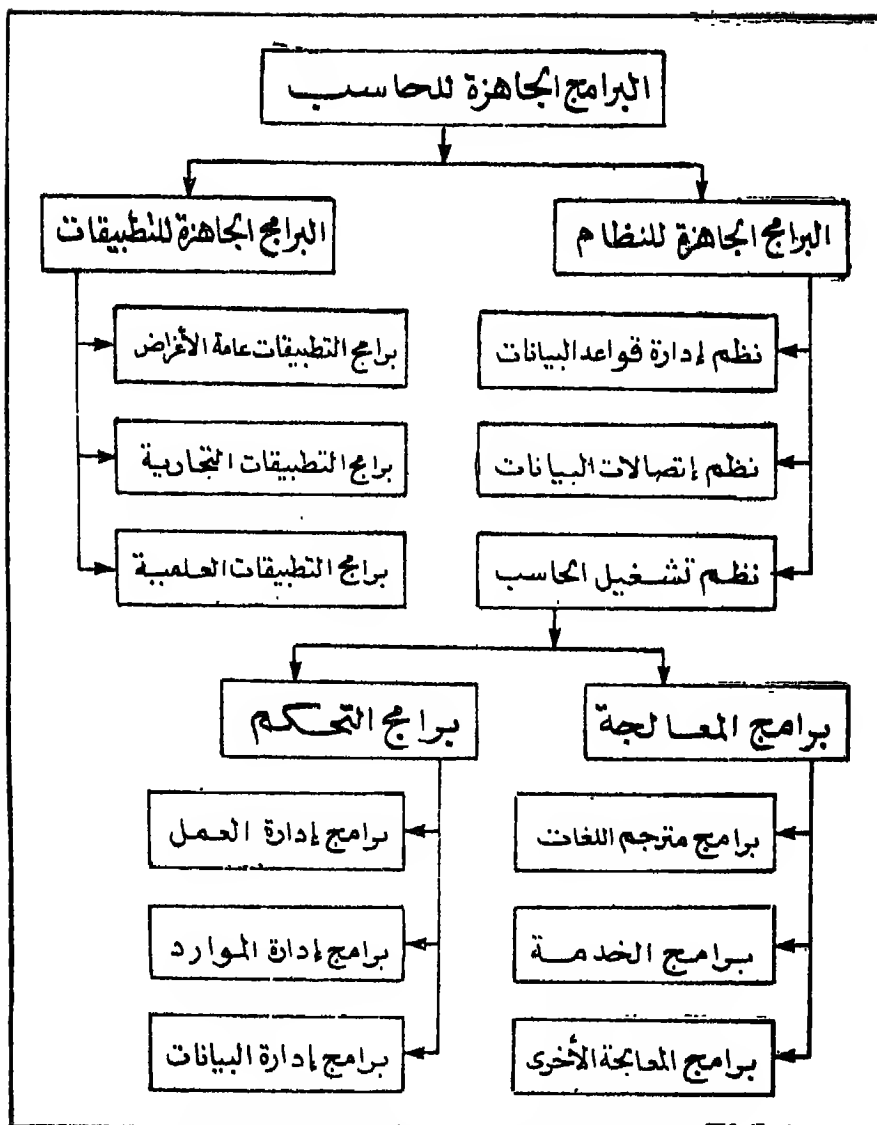 البرامج الجاهزة للحاسب
البرامج الجاهزة للنظام
البرامج الجاهزة للتطبيقات
نظم إدارة قواعد البيانات
برامج التطبيقات عامة الأغراض
نظم إتصالات البيانات
برامج التطبيقات التجارية
نظم تشغيل الحاسب
برامج التطبيقات العلمية
برامج المعالجة
برامج التحكم
برامج مترجم اللغات
برامج إدارة العمل
برامج الخدمة
برامج إدارة الموارد
برامج المعالجة الأخرى
برامج إدارة البيانات